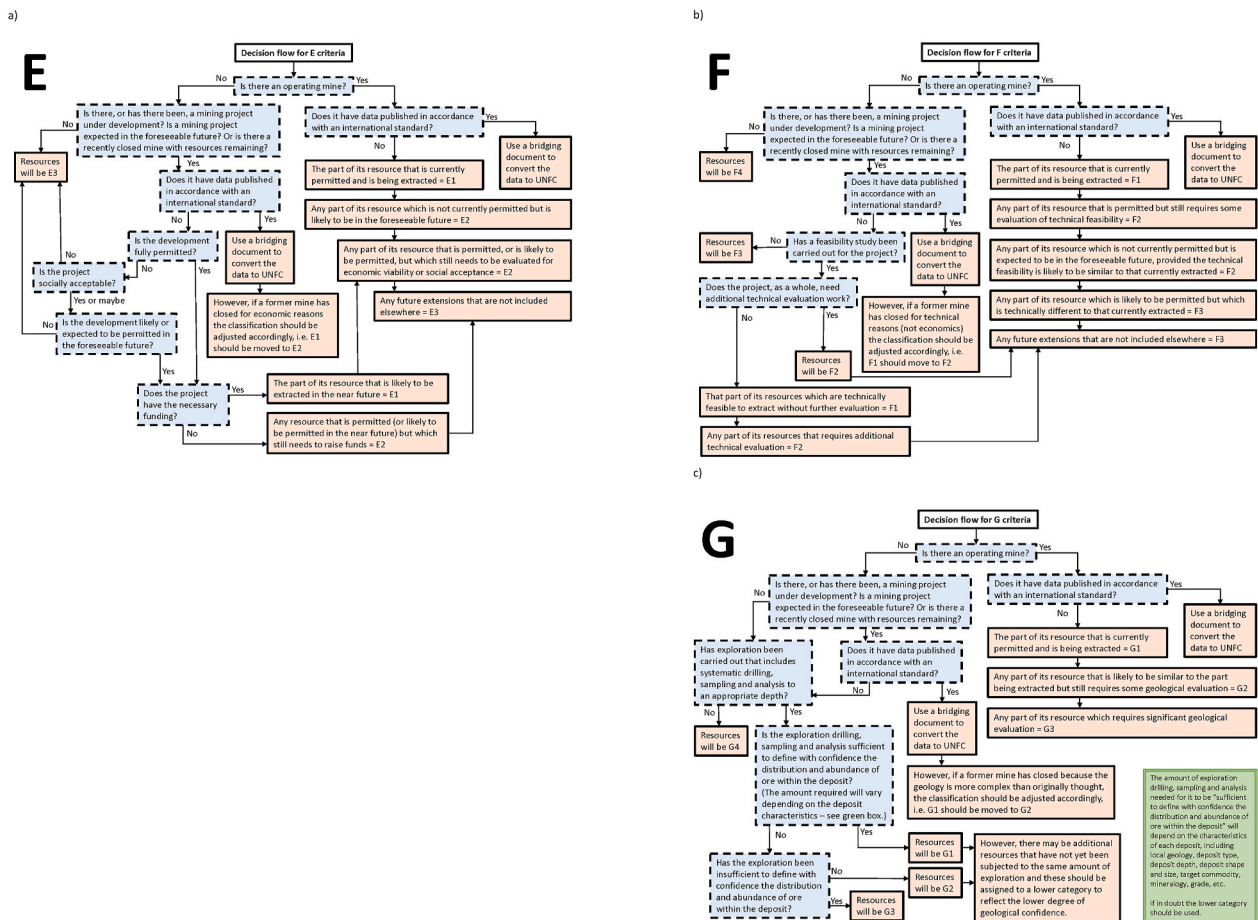 a)
E
Decision flow for E criteria
No
Yes
Is there an operating mine?
Is there, or has there been, a mining project
under development? Is a mining project
expected in the foreseeable future? Or is there a
recently closed mine with resources remaining?
Does it have data published in accordance
with an international standard?
No
Yes
No
Yes
Resources
will be E3
Does it have data published
in accordance with an
international standard?
The part of its resource that is currently
permitted and is being extracted = E1
Use a bridging
document to
convert the
data to UNFC
Any part of its resource which is not currently permitted but is
likely to be in the foreseeable future = E2
No
Yes
Is the development
fully permitted?
Use a bridging
document to
convert the
data to UNFC
Any part of its resource that is permitted, or is likely
to be permitted, but which still needs to be evaluated for
economic viability or social acceptance = E2
No
Yes
Is the project
socially acceptable?
However, if a former mine has
closed for economic reasons
the classification should be
adjusted accordingly, i.e. E1
should be moved to E2
Any future extensions that are not included
elsewhere = E3
Yes or maybe
No
Is the development likely or
expected to be permitted in the
foreseeable future?
Yes
Does the project
have the necessary
funding?
Yes
The part of its resource that is likely to be
extracted in the near future = E1
No
Any resource that is permitted (or likely to
be permitted in the near future) but which
still needs to raise funds = E2
b)
F
Decision flow for F criteria
No
Yes
Is there an operating mine?
Is there, or has there been, a mining project
under development? Is a mining project
expected in the foreseeable future? Or is there a
recently closed mine with resources remaining?
Does it have data published in accordance
with an international standard?
No
Yes
No
Yes
Resources
will be F4
Does it have data published
in accordance with an
international standard?
The part of its resource that is currently
permitted and is being extracted = F1
Use a bridging
document to
convert the
data to UNFC
Any part of its resource that is permitted but still requires some
evaluation of technical feasibility = F2
No
Yes
Resources
will be F3
No
Has a feasibility study been
carried out for the project?
Use a bridging
document to
convert the
data to UNFC
Any part of its resource which is not currently permitted but is
expected to be in the foreseeable future, provided the technical
feasibility is likely to be similar to that currently extracted = F2
Yes
Does the project, as a whole, need
additional technical evaluation work?
However, if a former mine
has closed for technical
reasons (not economics)
the classification should be
adjusted accordingly, i.e.
F1 should move to F2
Any part of its resource which is likely to be permitted but which
is technically different to that currently extracted = F3
Any future extensions that are not included elsewhere = F3
No
Yes
Resources
will be F2
That part of its resources which are technically
feasible to extract without further evaluation = F1
Any part of its resources that requires additional
technical evaluation = F2
c)
G
Decision flow for G criteria
No
Yes
Is there an operating mine?
Is there, or has there been, a mining project
under development? Is a mining project
expected in the foreseeable future? Or is there a
recently closed mine with resources remaining?
Does it have data published in accordance
with an international standard?
No
Yes
No
Yes
Has exploration been
carried out that includes
systematic drilling,
sampling and analysis to
an appropriate depth?
Does it have data published
in accordance with an
international standard?
The part of its resource that is currently
permitted and is being extracted = G1
Use a bridging
document to
convert the
data to UNFC
Any part of its resource that is likely to be similar to the part
being extracted but still requires some geological evaluation = G2
No
Yes
No
Yes
Any part of its resource which requires significant geological
evaluation = G3
Resources
will be G4
Is the exploration drilling,
sampling and analysis sufficient
to define with confidence the
distribution and abundance of
ore within the deposit?
(The amount required will vary
depending on the deposit
characteristics – see green box.)
Use a bridging
document to
convert the
data to UNFC
However, if a former mine has closed because the
geology is more complex than originally thought,
the classification should be adjusted accordingly,
i.e. G1 should be moved to G2
No
Yes
Resources
will be G1
Has the exploration been
insufficient to define with
confidence the distribution
and abundance of ore
within the deposit?
No
Resources
will be G2
Yes
Resources
will be G3
However, there may be additional
resources that have not yet been
subjected to the same amount of
exploration and these should be
assigned to a lower category to
reflect the lower degree of
geological confidence.
The amount of exploration
drilling, sampling and analysis
needed for it to be "sufficient
to define with confidence the
distribution and abundance of
ore within the deposit" will
depend on the characteristics
of each deposit, including
local geology, deposit type,
deposit depth, deposit shape
and size, target commodity,
mineralogy, grade, etc.
If in doubt the lower category
should be used.